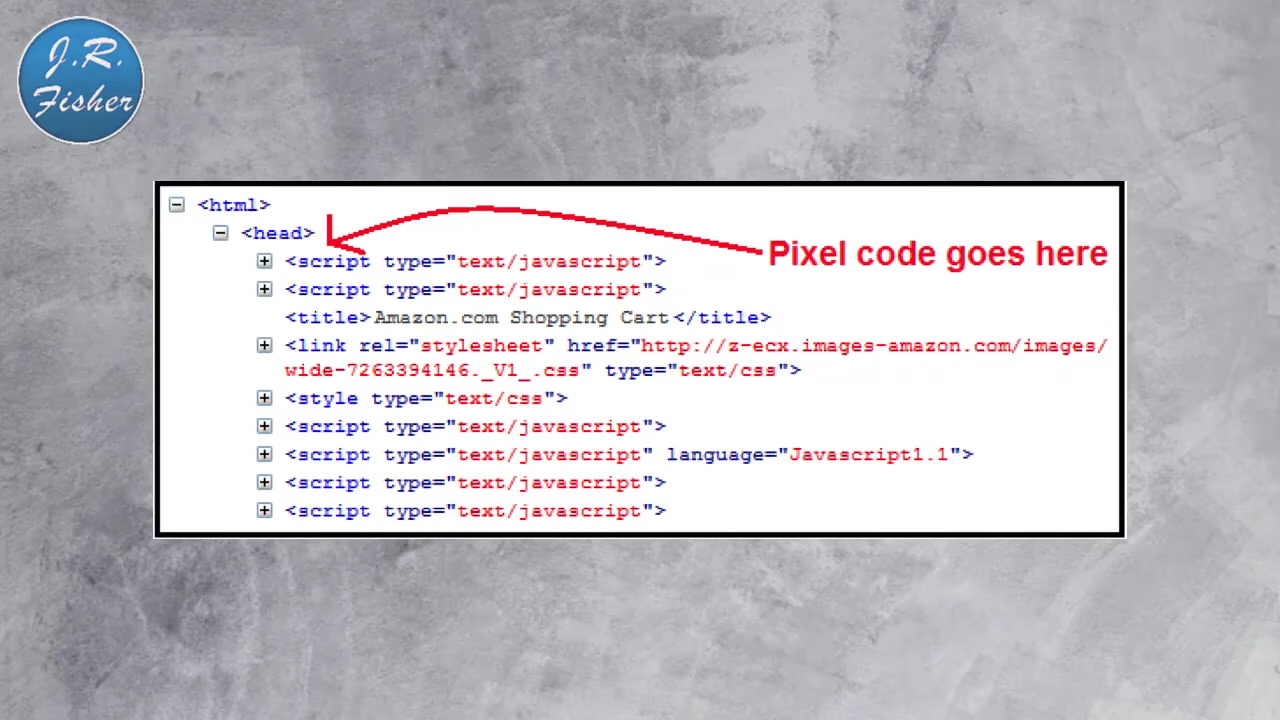 J.R.
Fisher
<html>
<head>
Pixel code goes here
<script type="text/javascript">
<script type="text/javascript">
<title>Amazon.com Shopping Cart</title>
<link rel="stylesheet" href="http://z-ecx.images-amazon.com/images/
wide-7263394146._V1_.css" type="text/css">
<style type="text/css">
<script type="text/javascript">
<script type="text/javascript" language="Javascript1.1">
<script type="text/javascript">
<script type="text/javascript">